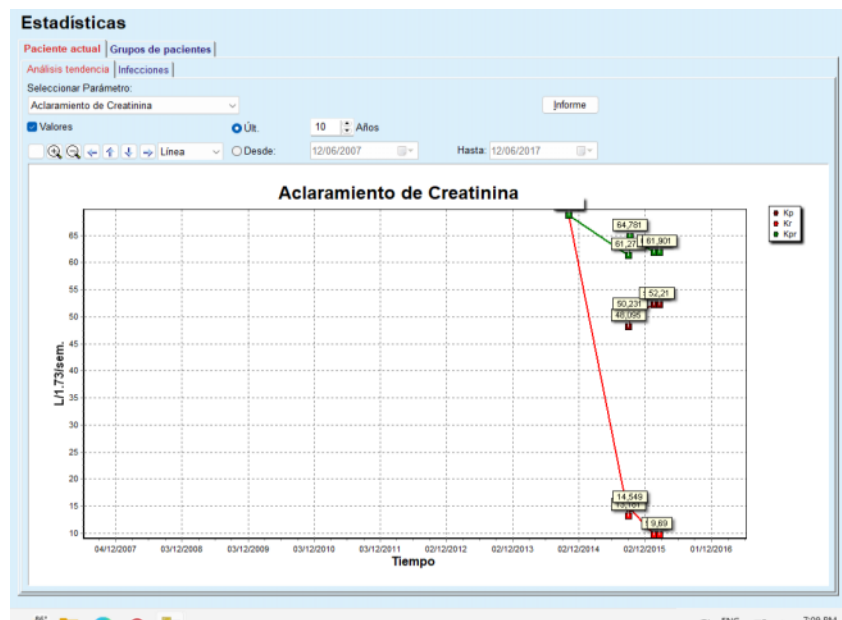 Estadísticas
Paciente actual Grupos de pacientes
Análisis tendencia Infecciones
Seleccionar Parámetro:
Aclaramiento de Creatinina Informe
Valores Últ. 10 Años
Línea Desde: 12/06/2007 Hasta: 12/06/2017
Aclaramiento de Creatinina
Kp
Kr
Kpr
64,781
61,901
61,27
65
60
55
52,21
50,231
48,095
50
45
40
35
30
25
20
14,549
15
9,69
10
L/1.73/sem.
04/12/2007 03/12/2008 03/12/2009 03/12/2010 03/12/2011 02/12/2012 02/12/2013 02/12/2014 02/12/2015 01/12/2016
Tiempo
ENG 7:09 PM